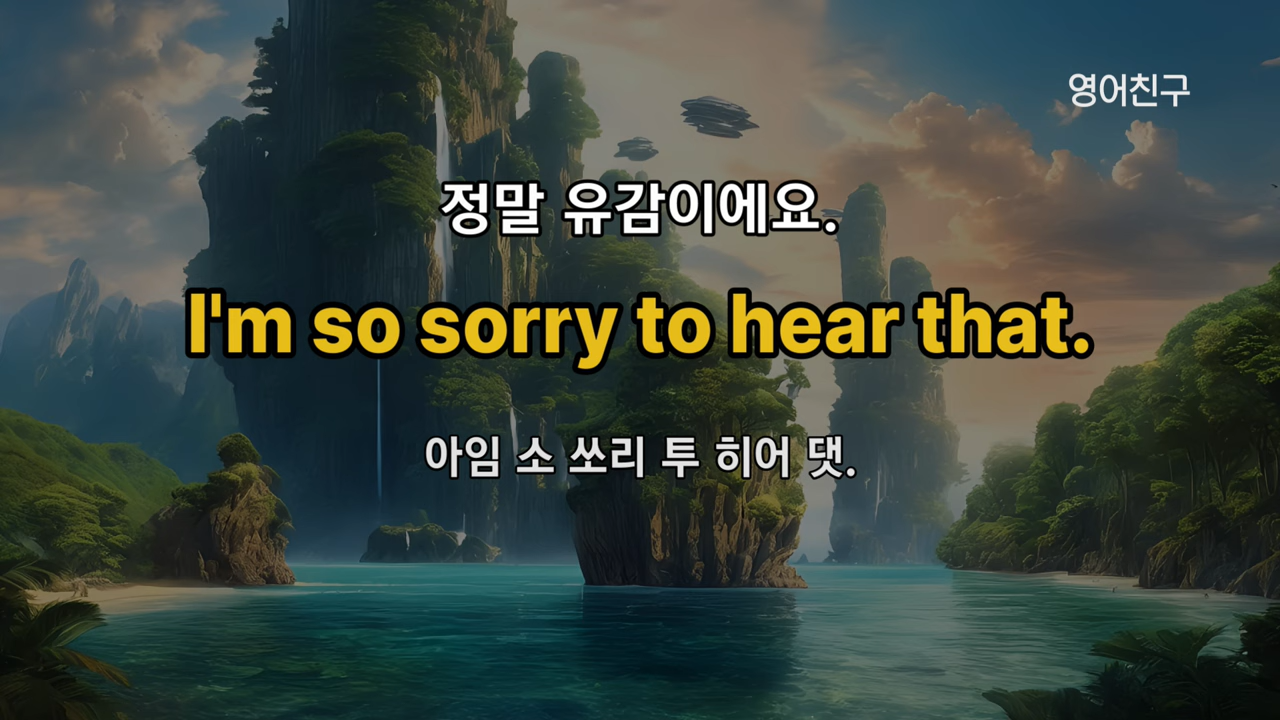 영어친구
정말 유감이에요.
I'm so sorry to hear that.
아임 소 쏘리 투 히어 댓.